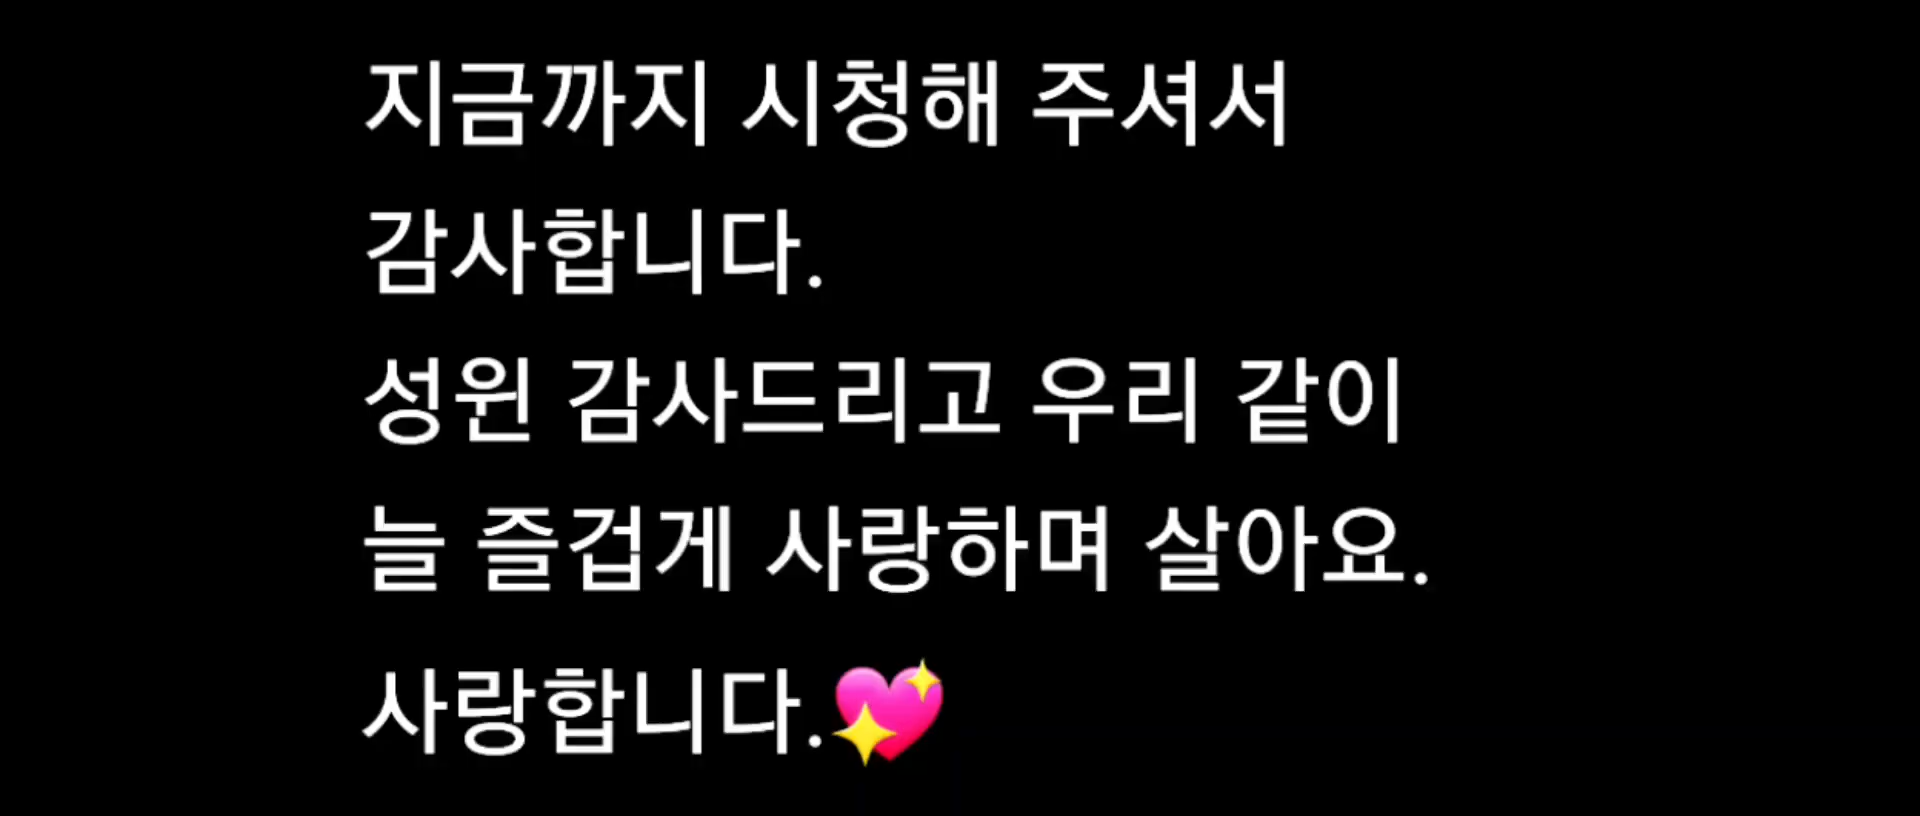 지금까지 시청해 주셔서
감사합니다.
성윈 감사드리고 우리 같이
늘 즐겁게 사랑하며 살아요.
사랑합니다.💖